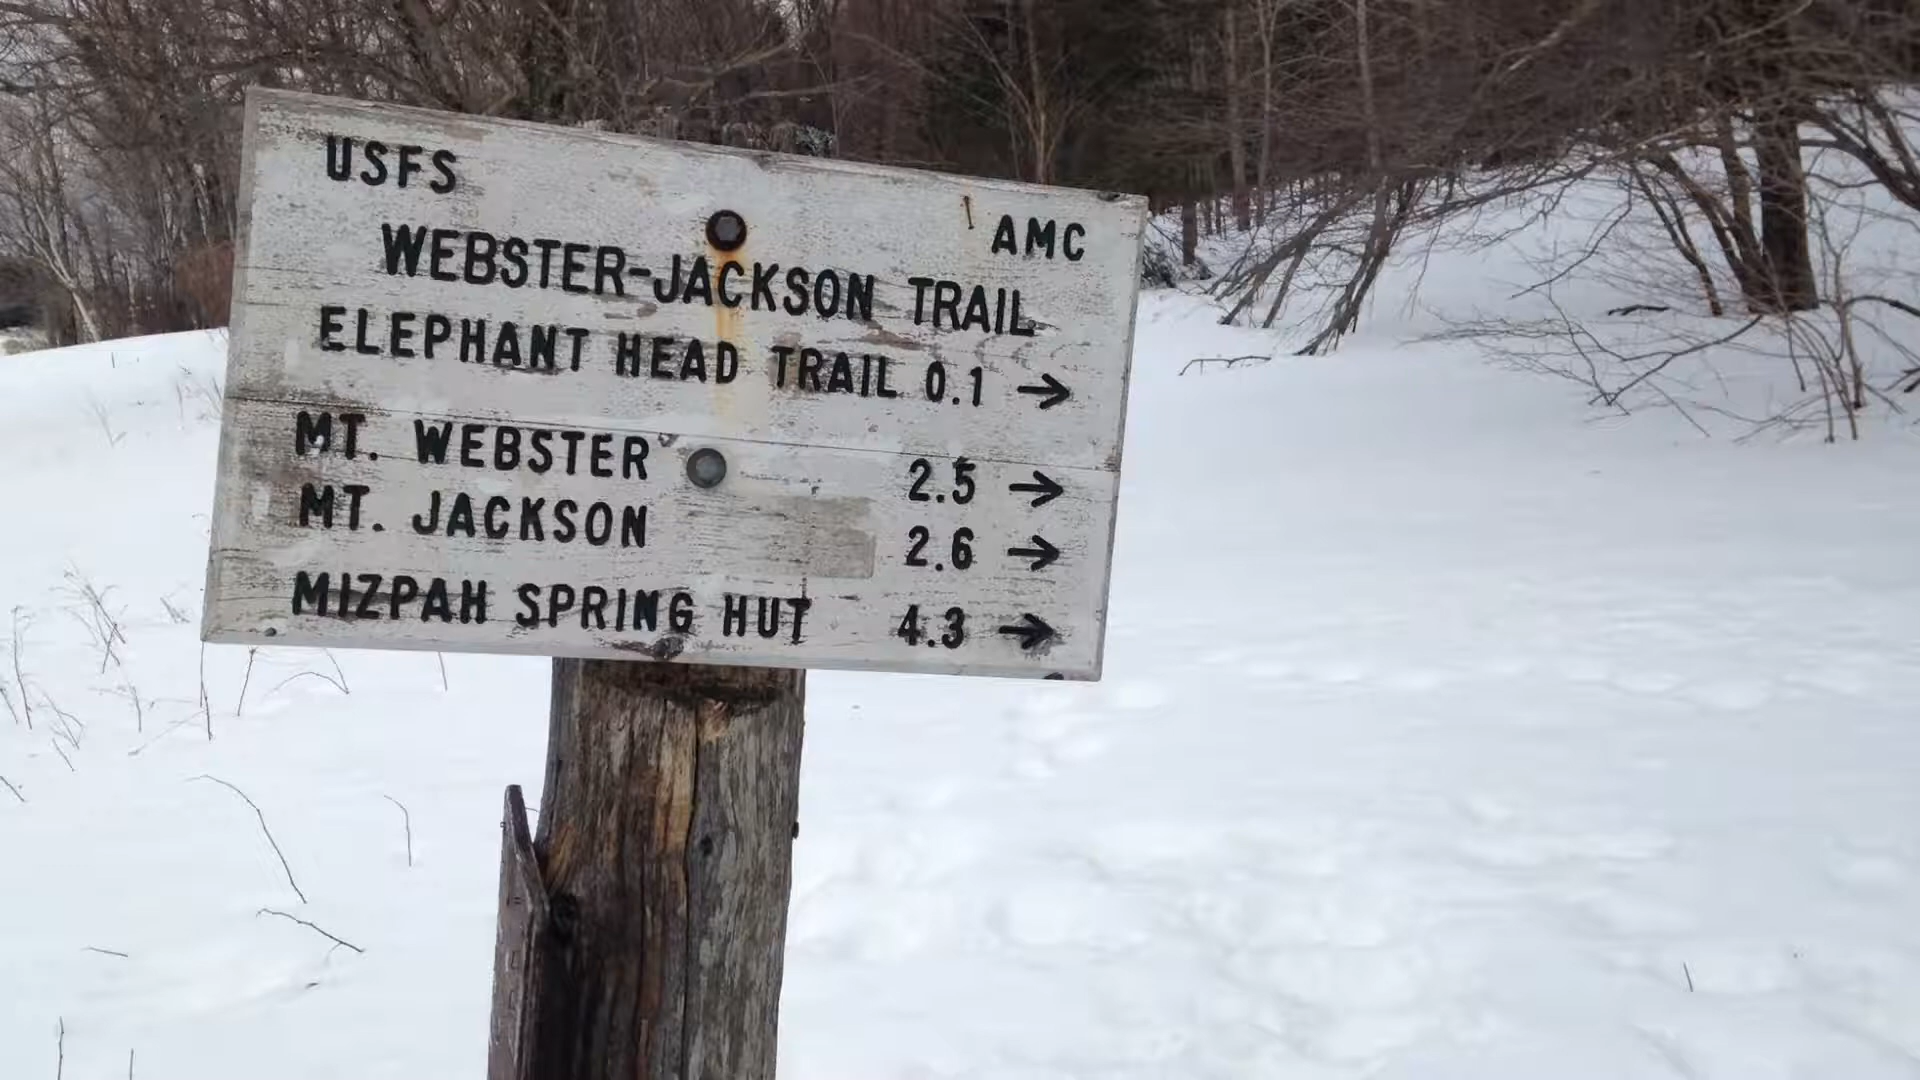 USFS
AMC
WEBSTER-JACKSON TRAIL
ELEPHANT HEAD TRAIL 0.1 →
MT. WEBSTER 2.5 →
MT. JACKSON 2.6 →
MIZPAH SPRING HUT 4.3 →